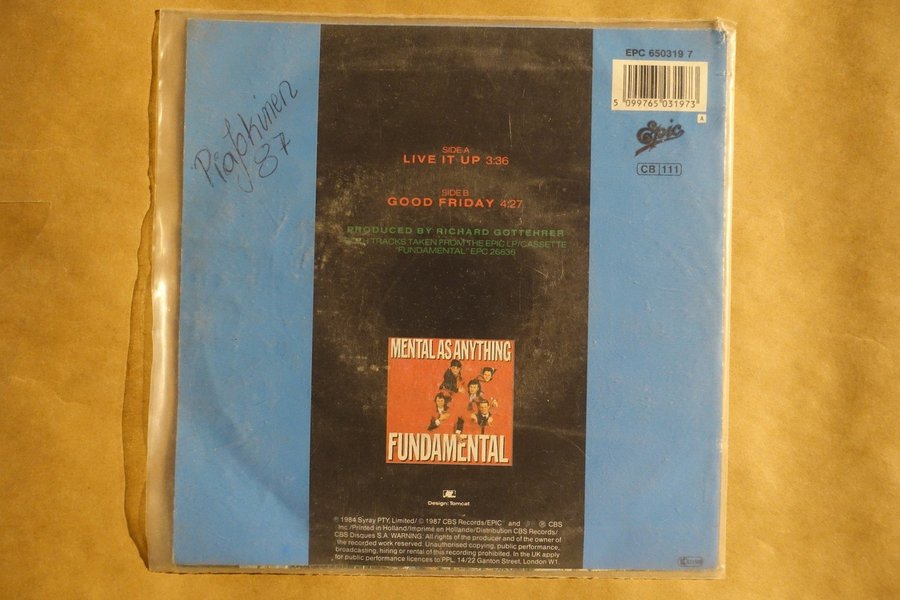 EPC 650319 7
5 099765 031973
A
Epic
CB 111
87
SIDE A
LIVE IT UP 3:36
SIDE B
GOOD FRIDAY 4:27
PRODUCED BY RICHARD GOTTEHRER
TRACKS TAKEN FROM THE EPIC LP/CASSETTE
"FUNDAMENTAL" EPC 26636
MENTAL AS ANYTHING
FUNDAMENTAL
Design: Tomcat
℗ 1984 Syray PTY, Limited/ © 1987 CBS Records/EPIC and ℗ CBS
Inc./Printed in Holland/Imprimé en Hollande/Distribution CBS Records/
CBS Disques S.A. WARNING: All rights of the producer and of the owner of
the recorded work reserved. Unauthorised copying, public performance,
broadcasting, hiring or rental of this recording prohibited. In the UK apply
for public performance licences to PPL, 14/22 Ganton Street, London W1.